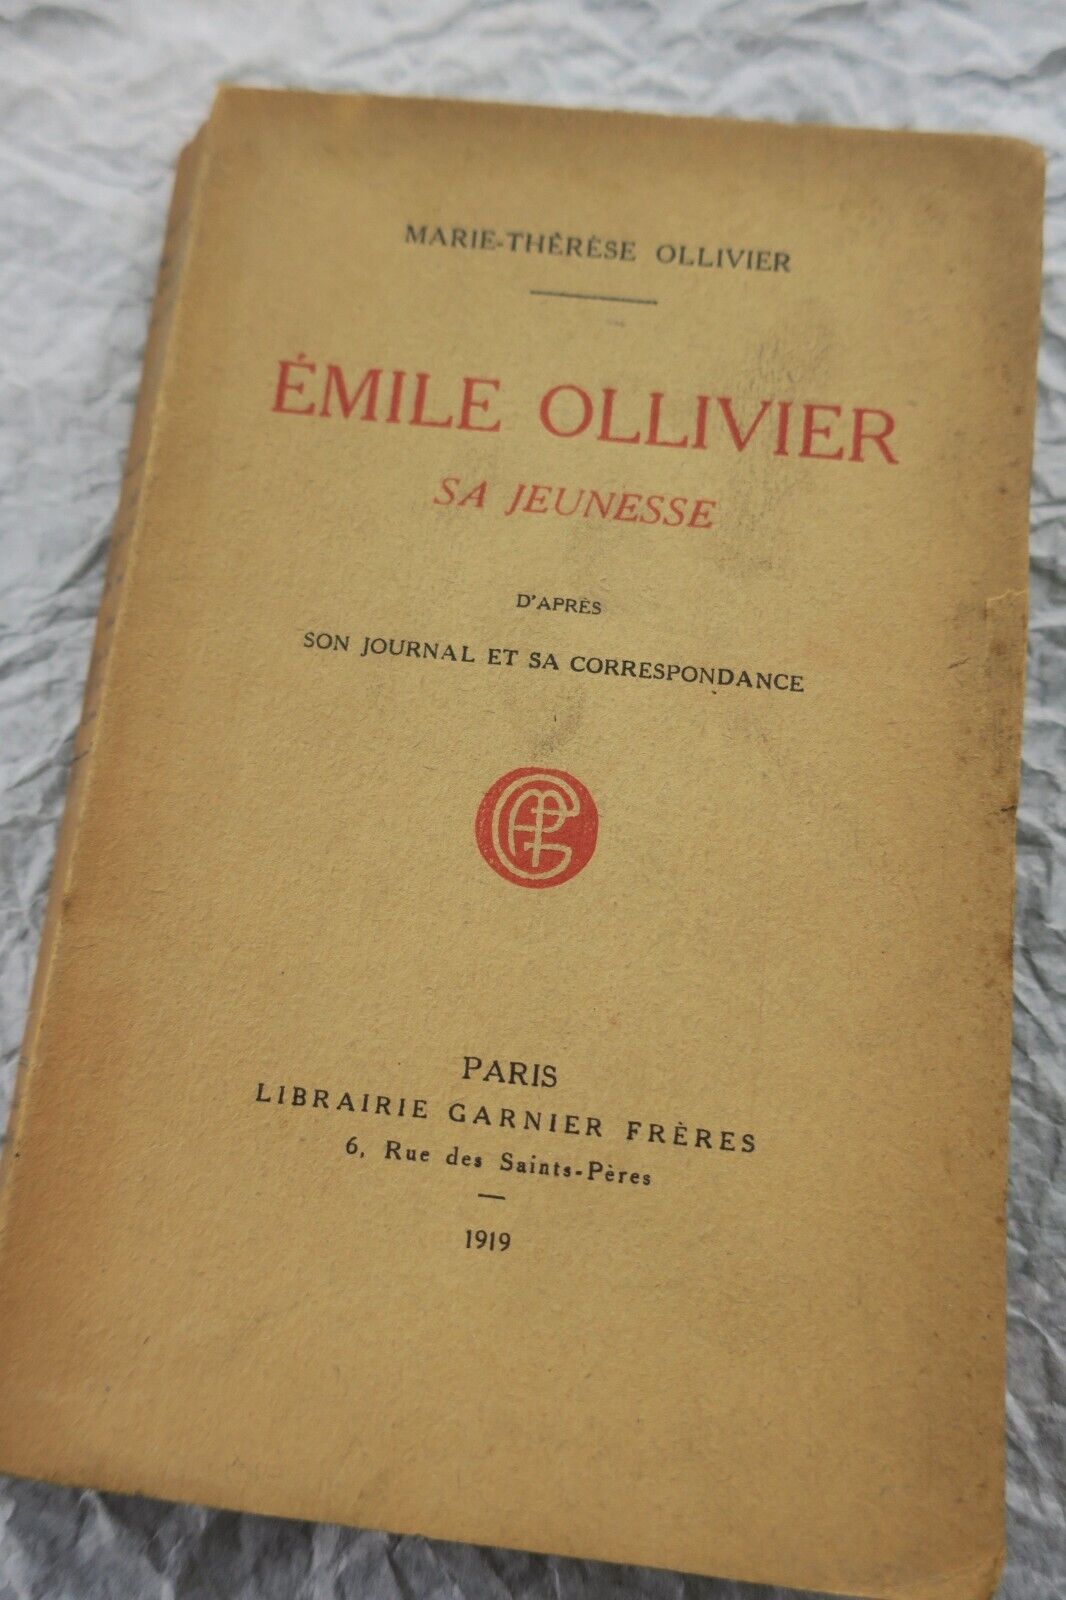 MARIE-THÉRÈSE OLLIVIER
ÉMILE OLLIVIER
SA JEUNESSE
D'APRÈS
SON JOURNAL ET SA CORRESPONDANCE
PARIS
LIBRAIRIE GARNIER FRÈRES
6, Rue des Saints-Pères
1919